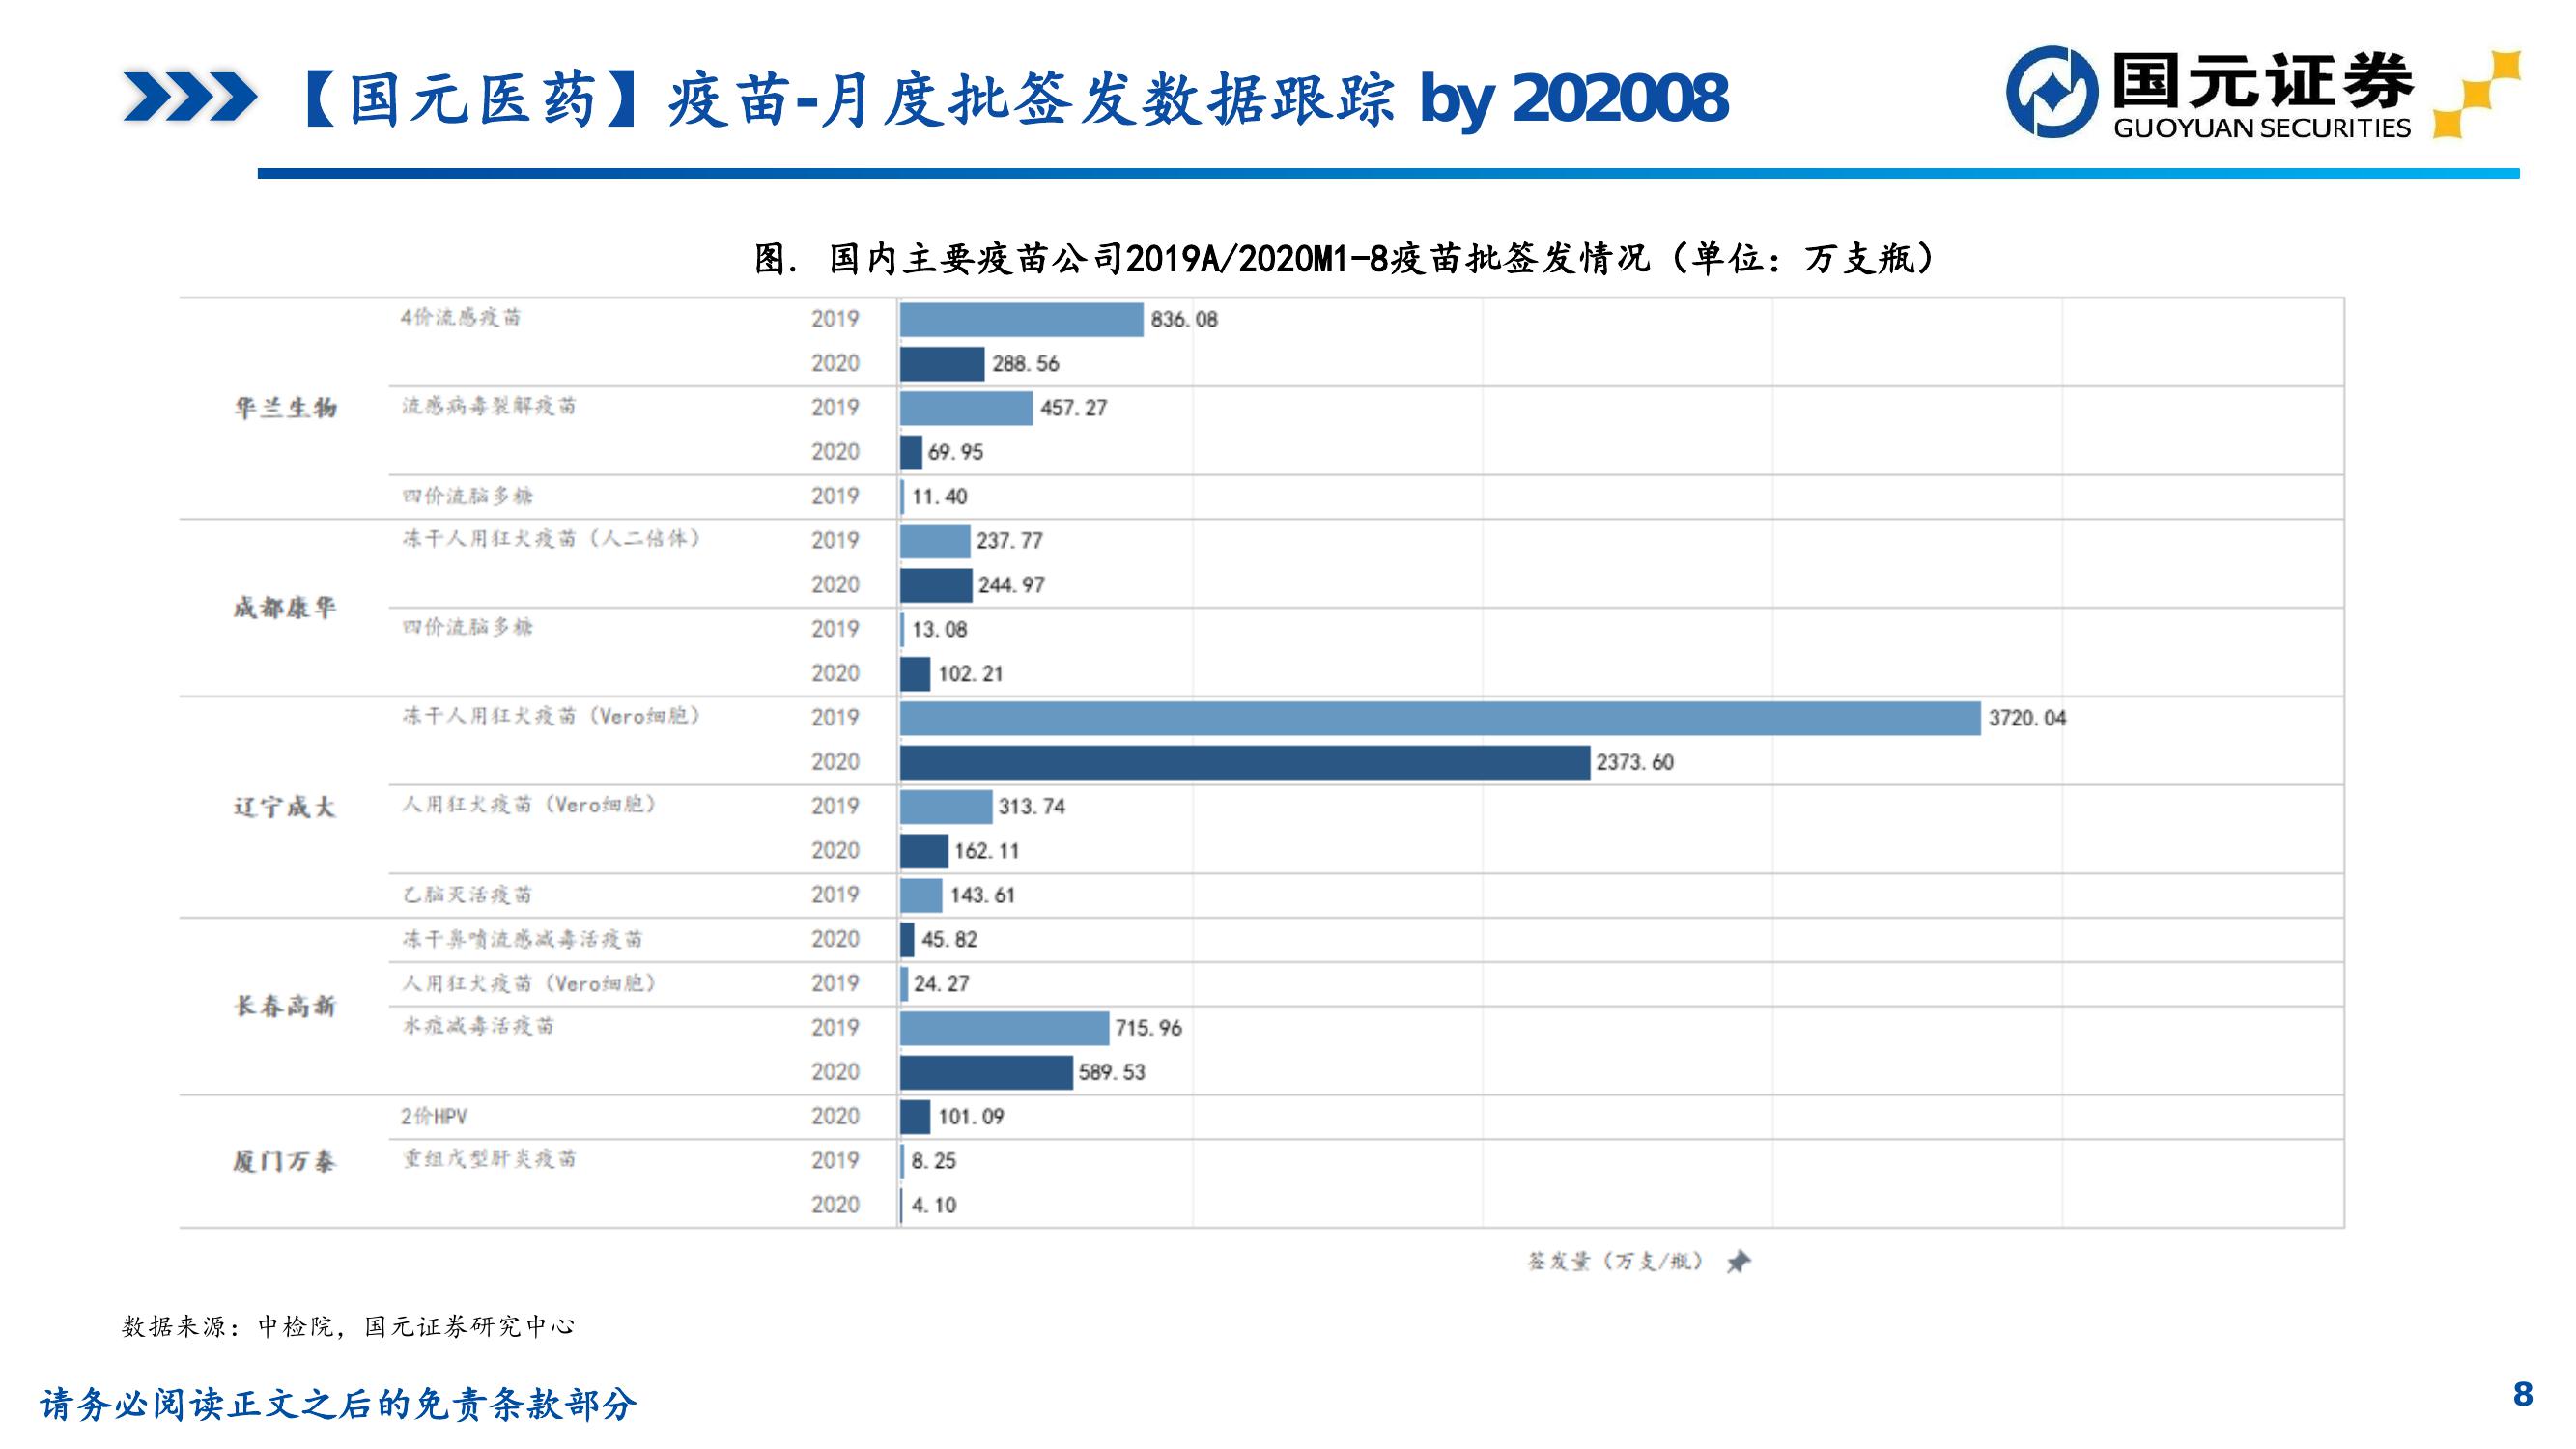 【国元医药】疫苗-月度批签发数据跟踪 by 202008
国元证券
GUOYUAN SECURITIES
图. 国内主要疫苗公司2019A/2020M1-8疫苗批签发情况（单位：万支瓶）
华兰生物
4价流感疫苗 2019 836.08
2020 288.56
流感病毒裂解疫苗 2019 457.27
2020 69.95
四价流脑多糖 2019 11.40
成都康华
冻干人用狂犬疫苗（人二倍体） 2019 237.77
2020 244.97
四价流脑多糖 2019 13.08
2020 102.21
辽宁成大
冻干人用狂犬疫苗（Vero细胞） 2019 3720.04
2020 2373.60
人用狂犬疫苗（Vero细胞） 2019 313.74
2020 162.11
乙脑灭活疫苗 2019 143.61
长春高新
冻干鼻喷流感减毒活疫苗 2020 45.82
人用狂犬疫苗（Vero细胞） 2019 24.27
水痘减毒活疫苗 2019 715.96
2020 589.53
厦门万泰
2价HPV 2020 101.09
重组戊型肝炎疫苗 2019 8.25
2020 4.10
签发量（万支/瓶）
数据来源：中检院，国元证券研究中心
请务必阅读正文之后的免责条款部分
8